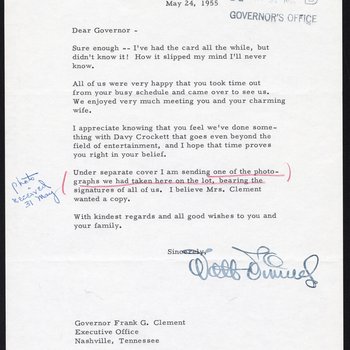 May 24, 1955
GOVERNOR'S OFFICE
Dear Governor -
Sure enough -- I've had the card all the while, but
didn't know it! How it slipped my mind I'll never
know.
All of us were very happy that you took time out
from your busy schedule and came over to see us.
We enjoyed very much meeting you and your charming
wife.
I appreciate knowing that you feel we've done some-
thing with Davy Crockett that goes even beyond the
field of entertainment, and I hope that time proves
you right in your belief.
Under separate cover I am sending one of the photo-
graphs we had taken here on the lot, bearing the
signatures of all of us. I believe Mrs. Clement
wanted a copy.
Photo
received
31 May
With kindest regards and all good wishes to you and
your family.
Sincerely,
Walt Disney
Governor Frank G. Clement
Executive Office
Nashville, Tennessee